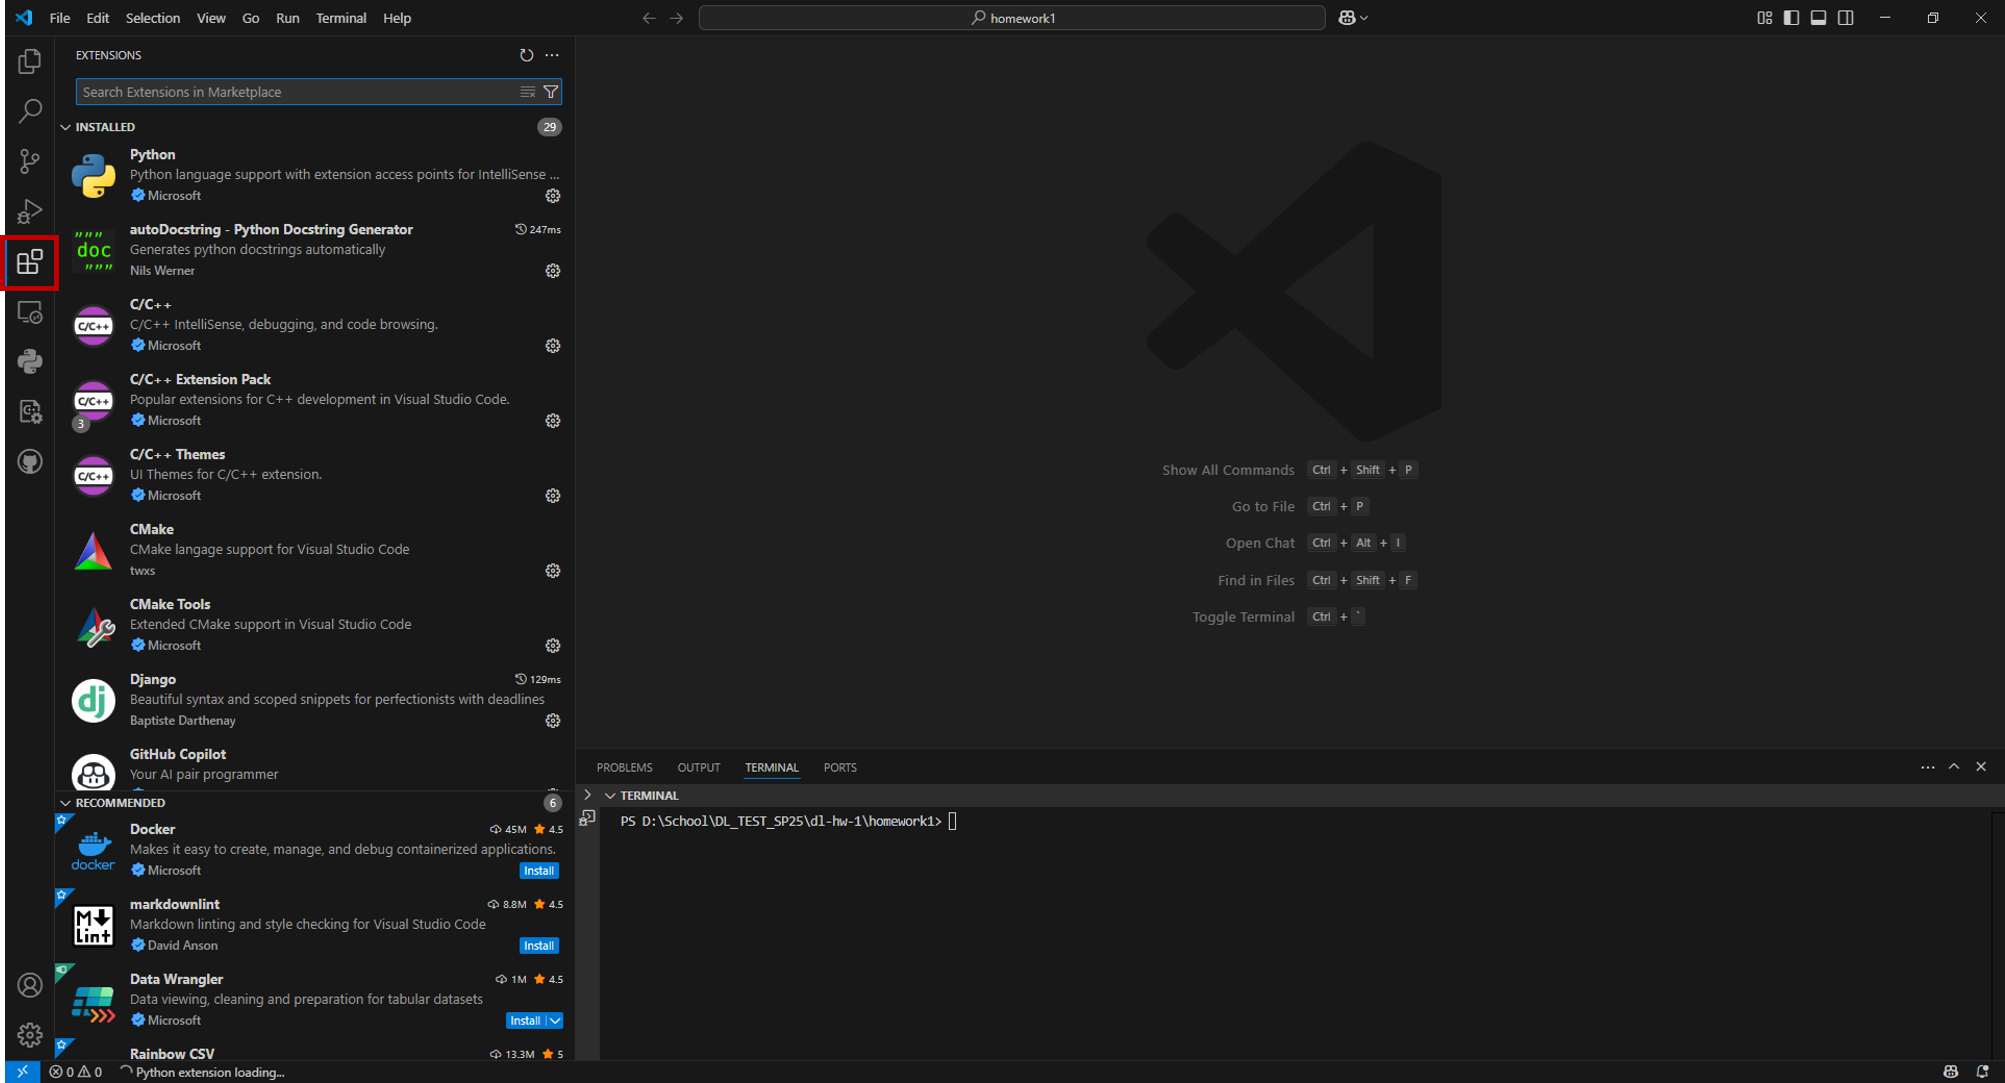 File Edit Selection View Go Run Terminal Help
homework1
EXTENSIONS
Search Extensions in Marketplace
INSTALLED 29
Python
Python language support with extension access points for IntelliSense ...
Microsoft
autoDocstring - Python Docstring Generator 247ms
Generates python docstrings automatically
Nils Werner
""" doc """
C/C++
C/C++ IntelliSense, debugging, and code browsing.
Microsoft
C/C++
C/C++ Extension Pack
Popular extensions for C++ development in Visual Studio Code.
Microsoft
C/C++
3
C/C++ Themes
UI Themes for C/C++ extension.
Microsoft
C/C++
CMake
CMake langage support for Visual Studio Code
twxs
CMake Tools
Extended CMake support in Visual Studio Code
Microsoft
Django 129ms
Beautiful syntax and scoped snippets for perfectionists with deadlines
Baptiste Darthenay
dj
GitHub Copilot
Your AI pair programmer
RECOMMENDED 6
Docker 45M 4.5
Makes it easy to create, manage, and debug containerized applications.
Microsoft Install
docker
markdownlint 8.8M 4.5
Markdown linting and style checking for Visual Studio Code
David Anson Install
M Lint
Data Wrangler 1M 4.5
Data viewing, cleaning and preparation for tabular datasets
Microsoft Install
Rainbow CSV 13.3M 5
Show All Commands Ctrl + Shift + P
Go to File Ctrl + P
Open Chat Ctrl + Alt + I
Find in Files Ctrl + Shift + F
Toggle Terminal Ctrl + `
PROBLEMS OUTPUT TERMINAL PORTS
TERMINAL
PS D:\School\DL_TEST_SP25\dl-hw-1\homework1>
0 0 Python extension loading...